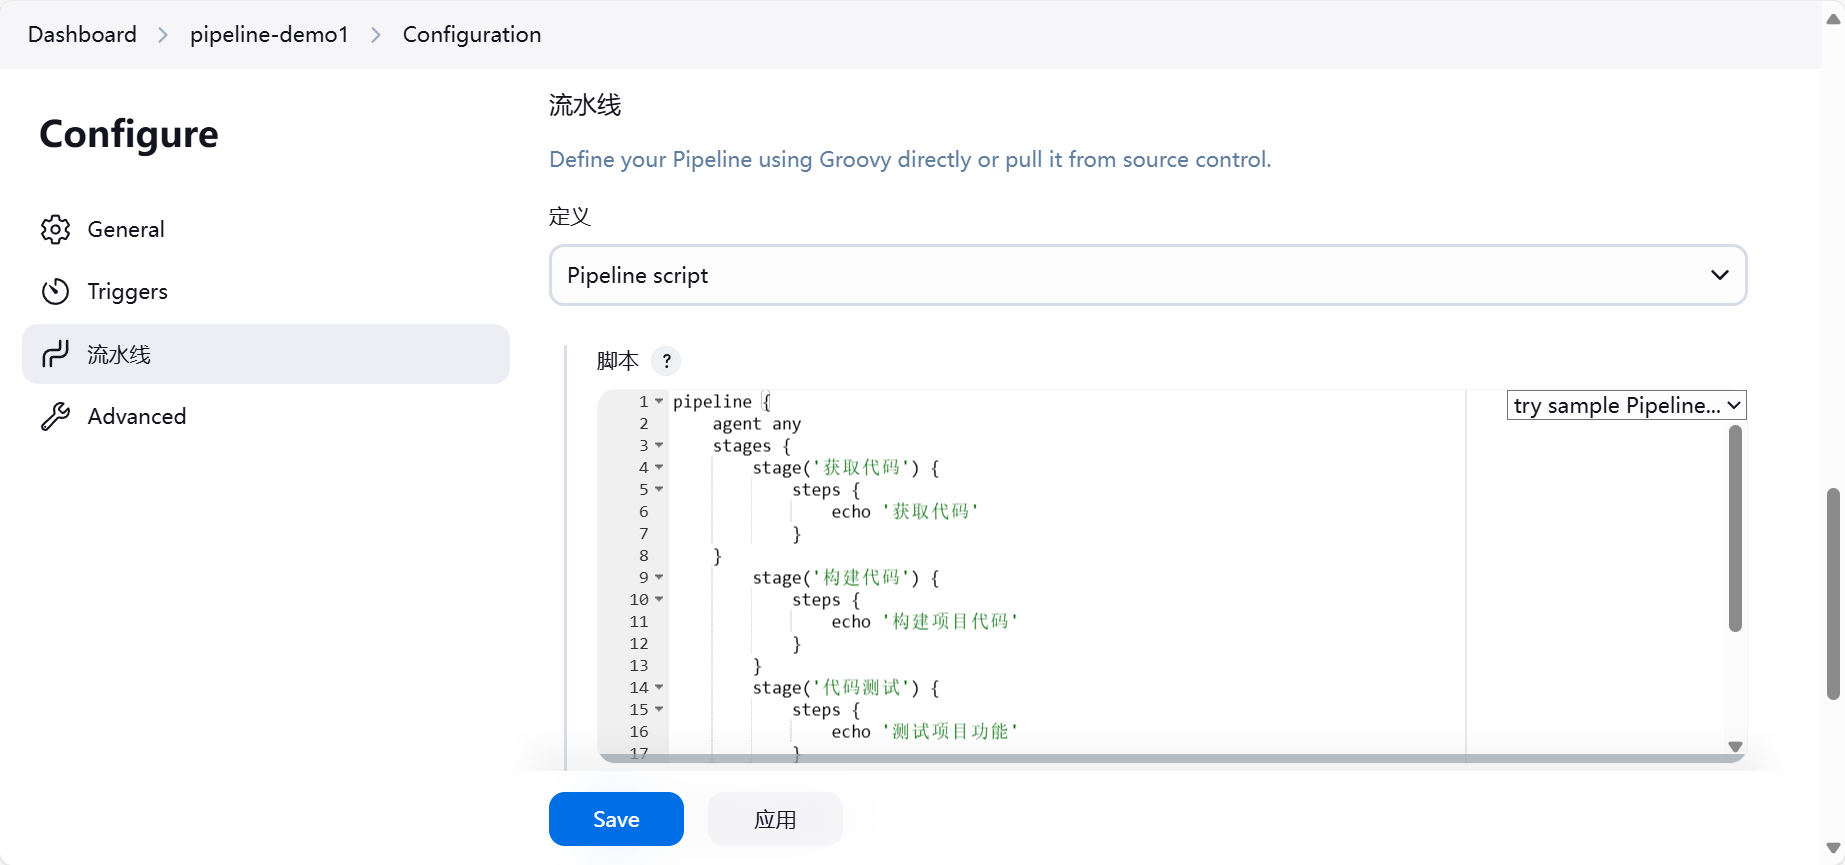 Dashboard > pipeline-demo1 > Configuration
Configure
General
Triggers
流水线
Advanced
流水线
Define your Pipeline using Groovy directly or pull it from source control.
定义
Pipeline script
脚本 ?
try sample Pipeline...
1 pipeline {
2     agent any
3     stages {
4         stage('获取代码') {
5             steps {
6                 echo '获取代码'
7             }
8     }
9         stage('构建代码') {
10             steps {
11                 echo '构建项目代码'
12             }
13         }
14         stage('代码测试') {
15             steps {
16                 echo '测试项目功能'
17             }
Save
应用